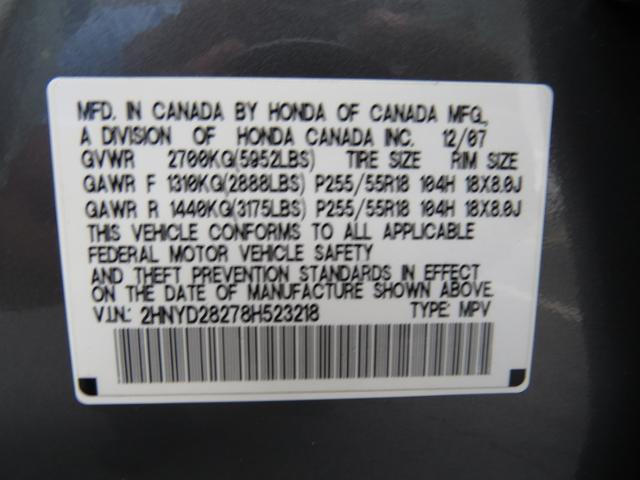 MFD. IN CANADA BY HONDA OF CANADA MFG.,
A DIVISION OF HONDA CANADA INC. 12/07
GVWR 2700KG(5952LBS) TIRE SIZE RIM SIZE
GAWR F 1310KG(2888LBS) P255/55R18 104H 18X8.0J
GAWR R 1440KG(3175LBS) P255/55R18 104H 18X8.0J
THIS VEHICLE CONFORMS TO ALL APPLICABLE
FEDERAL MOTOR VEHICLE SAFETY
AND THEFT PREVENTION STANDARDS IN EFFECT
ON THE DATE OF MANUFACTURE SHOWN ABOVE.
V.I.N.: 2HNYD28278H523218 TYPE: MPV